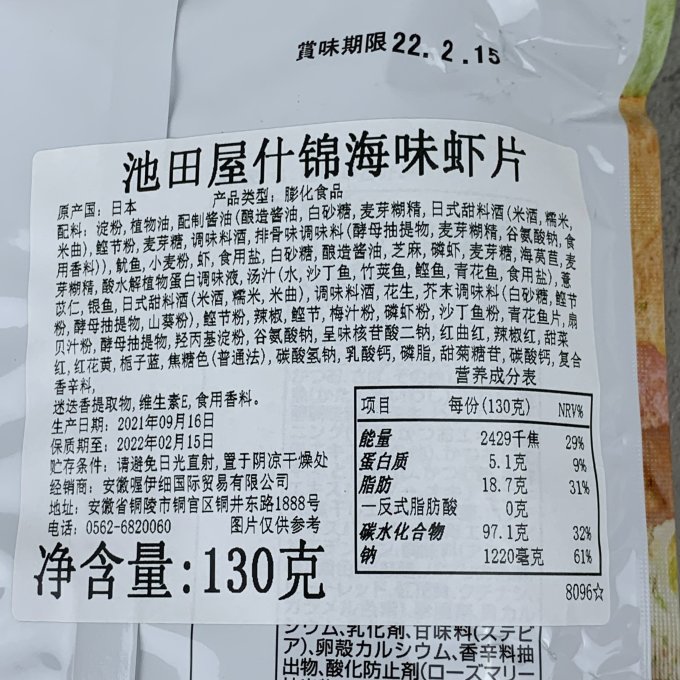 賞味期限 22.2.15
池田屋什锦海味虾片
原产国：日本 产品类型：膨化食品
配料：淀粉, 植物油, 配制酱油(酿造酱油, 白砂糖, 麦芽糊精, 日式甜料酒(米酒, 糯米,
米曲), 鲣节粉, 麦芽糖, 调味料酒, 排骨味调味料(酵母抽提物, 麦芽糊精, 谷氨酸钠, 食
用香料)), 鱿鱼, 小麦粉, 虾, 食用盐, 白砂糖, 酿造酱油, 芝麻, 磷虾, 麦芽糖, 海莴苣, 麦
芽糊精, 酸水解植物蛋白调味液, 汤汁(水, 沙丁鱼, 竹荚鱼, 鲣鱼, 青花鱼, 食用盐), 薏
苡仁, 银鱼, 日式甜料酒(米酒, 糯米, 米曲), 调味料酒, 花生, 芥末调味料(白砂糖, 鲣节
粉, 酵母抽提物, 山葵粉), 鲣节粉, 辣椒, 鲣节, 梅汁粉, 磷虾粉, 沙丁鱼粉, 青花鱼片, 扇
贝汁粉, 酵母抽提物, 羟丙基淀粉, 谷氨酸钠, 呈味核苷酸二钠, 红曲红, 辣椒红, 甜菜
红, 红花黄, 栀子蓝, 焦糖色(普通法), 碳酸氢钠, 乳酸钙, 磷脂, 甜菊糖苷, 碳酸钙, 复合
香辛料,
迷迭香提取物, 维生素E, 食用香料。
生产日期：2021年09月16日
保质期至：2022年02月15日
贮存条件：请避免日光直射, 置于阴凉干燥处
经销商：安徽喔伊细国际贸易有限公司
地址：安徽省铜陵市铜官区铜井东路1888号
电话：0562-6820060 图片仅供参考
净含量:130克
营养成分表
项目 每份(130克) NRV%
能量 2429千焦 29%
蛋白质 5.1克 9%
脂肪 18.7克 31%
一反式脂肪酸 0克
碳水化合物 97.1克 32%
钠 1220毫克 61%
8096☆
シウム、乳化剤、甘味料(ステビ
ア)、卵殻カルシウム、香辛料抽
出物、酸化防止剤(ローズマリー